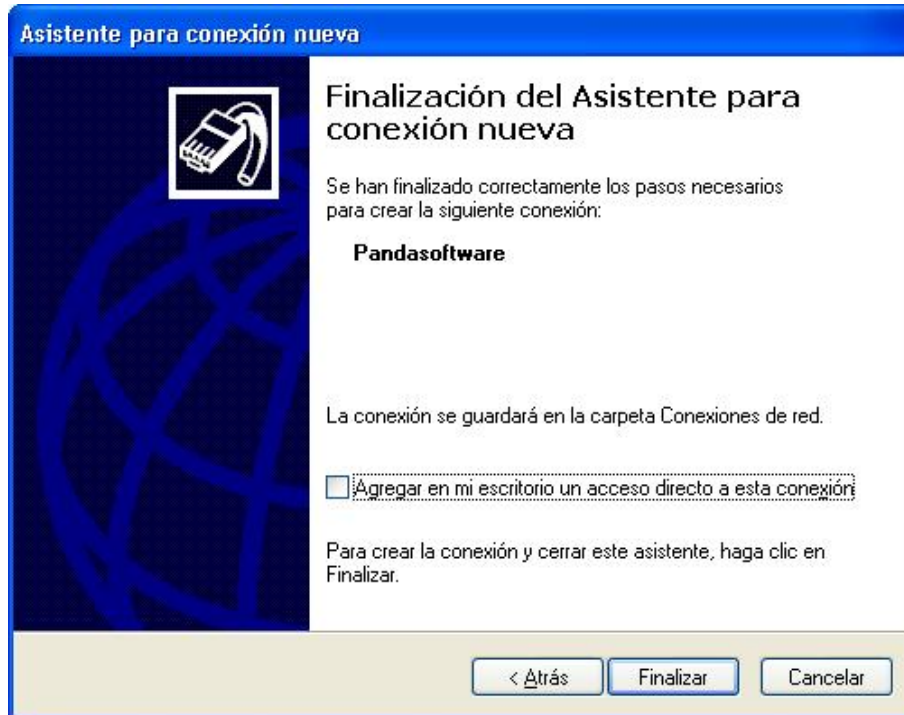 Asistente para conexión nueva
Finalización del Asistente para
conexión nueva
Se han finalizado correctamente los pasos necesarios
para crear la siguiente conexión:
Pandasoftware
La conexión se guardará en la carpeta Conexiones de red.
Agregar en mi escritorio un acceso directo a esta conexión
Para crear la conexión y cerrar este asistente, haga clic en
Finalizar.
< Atrás Finalizar Cancelar